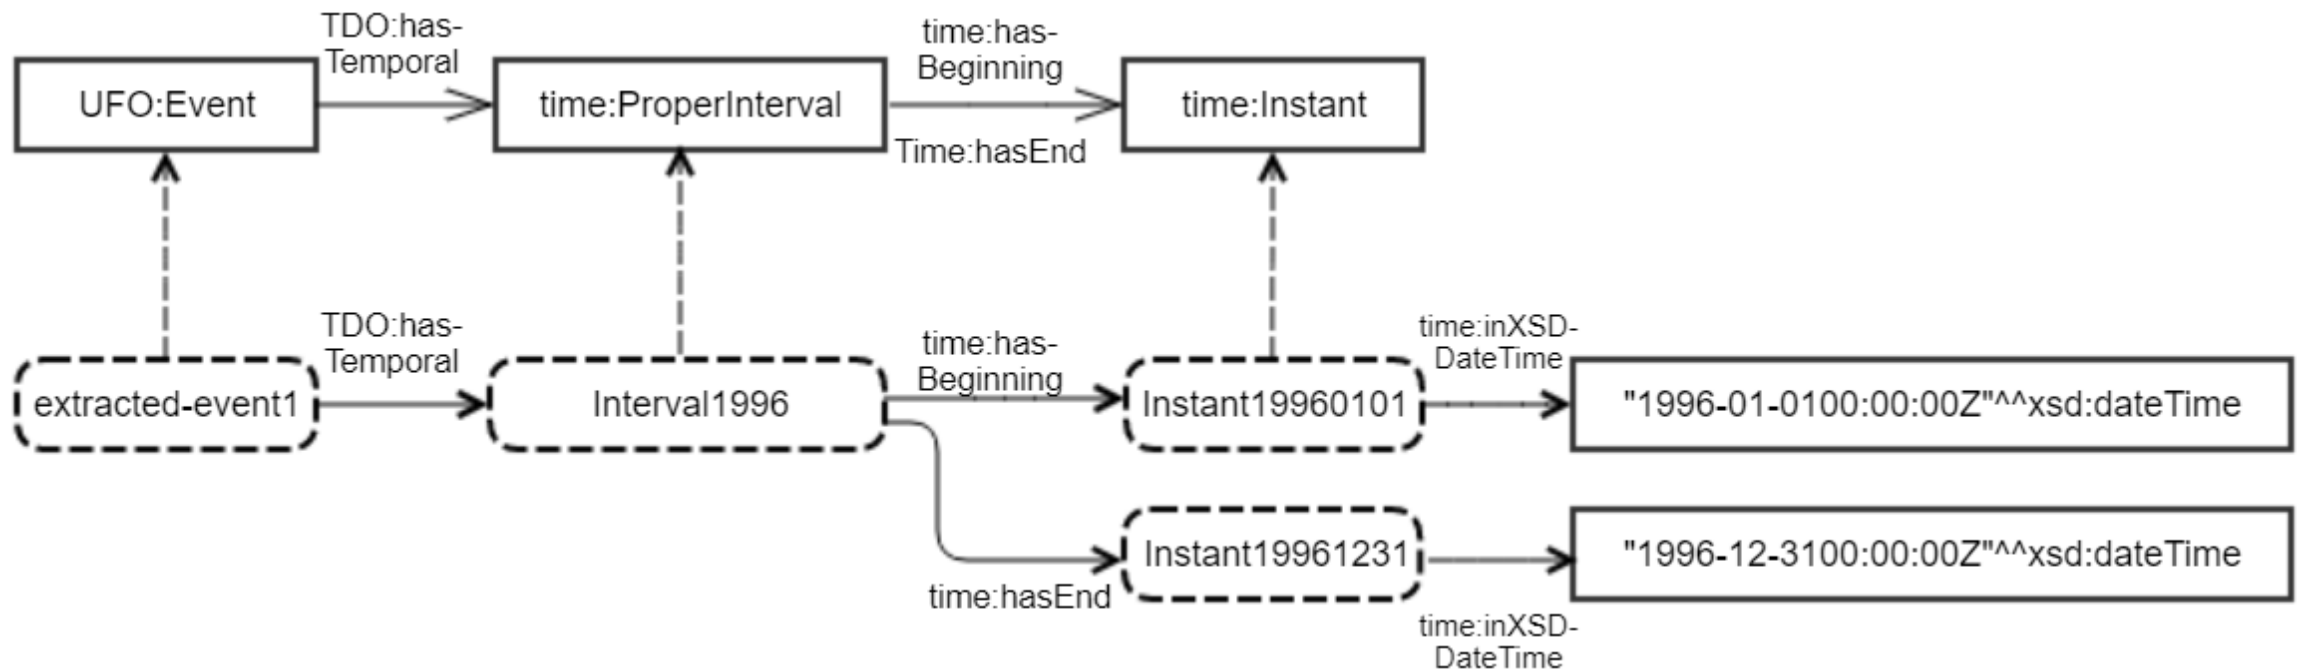 TDO:has-
Temporal
time:has-
Beginning
UFO:Event
time:ProperInterval
time:Instant
Time:hasEnd
TDO:has-
Temporal
time:has-
Beginning
time:inXSD-
DateTime
extracted-event1
Interval1996
Instant19960101
"1996-01-0100:00:00Z"^^xsd:dateTime
Instant19961231
"1996-12-3100:00:00Z"^^xsd:dateTime
time:hasEnd
time:inXSD-
DateTime